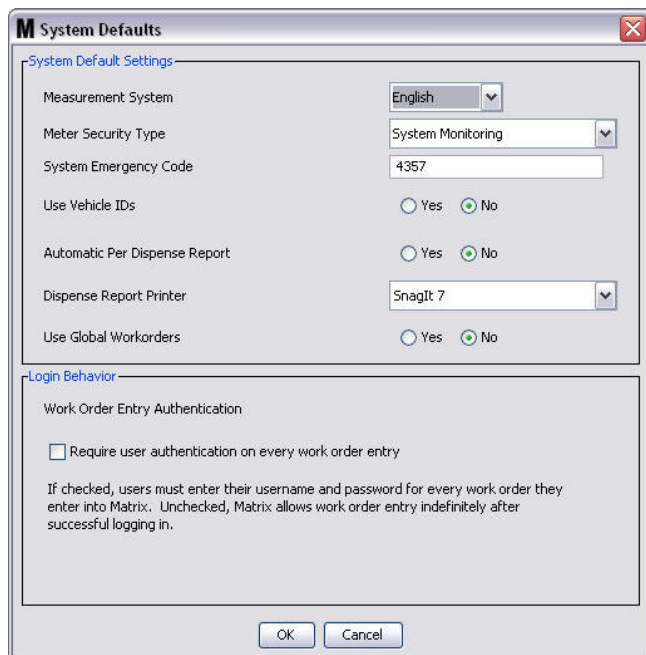 M System Defaults
System Default Settings
Measurement System English
Meter Security Type System Monitoring
System Emergency Code 4357
Use Vehicle IDs Yes No
Automatic Per Dispense Report Yes No
Dispense Report Printer SnagIt 7
Use Global Workorders Yes No
Login Behavior
Work Order Entry Authentication
Require user authentication on every work order entry
If checked, users must enter their username and password for every work order they
enter into Matrix. Unchecked, Matrix allows work order entry indefinitely after
successful logging in.
OK Cancel